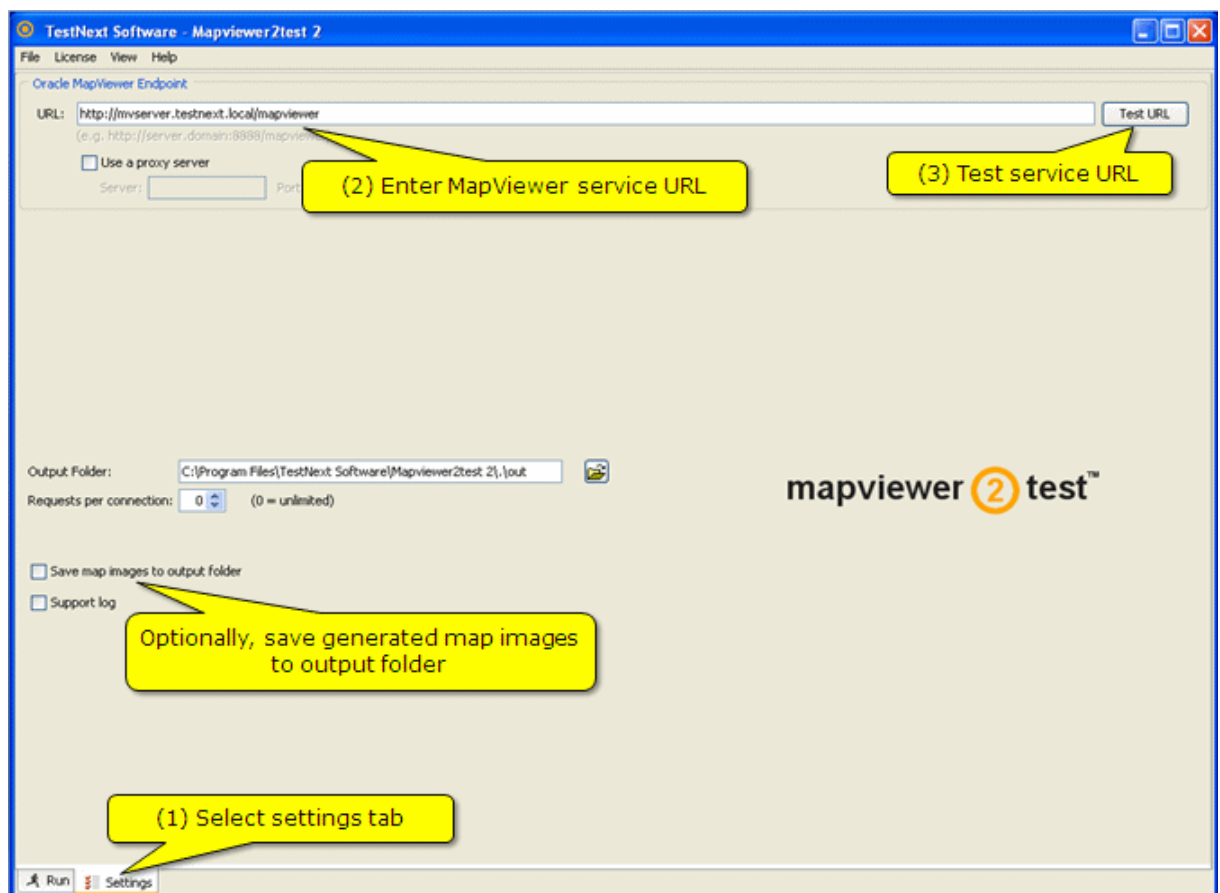 TestNext Software - Mapviewer2test 2
File License View Help
Oracle MapViewer Endpoint
URL: http://mvserver.testnext.local/mapviewer Test URL
(e.g. http://server.domain:8888/mapviewer
Use a proxy server
Server: Port
(2) Enter MapViewer service URL
(3) Test service URL
Output Folder: C:\Program Files\TestNext Software\Mapviewer2test 2\.\out
Requests per connection: 0 (0 = unlimited)
mapviewer 2 test™
Save map images to output folder
Support log
Optionally, save generated map images
to output folder
(1) Select settings tab
Run Settings